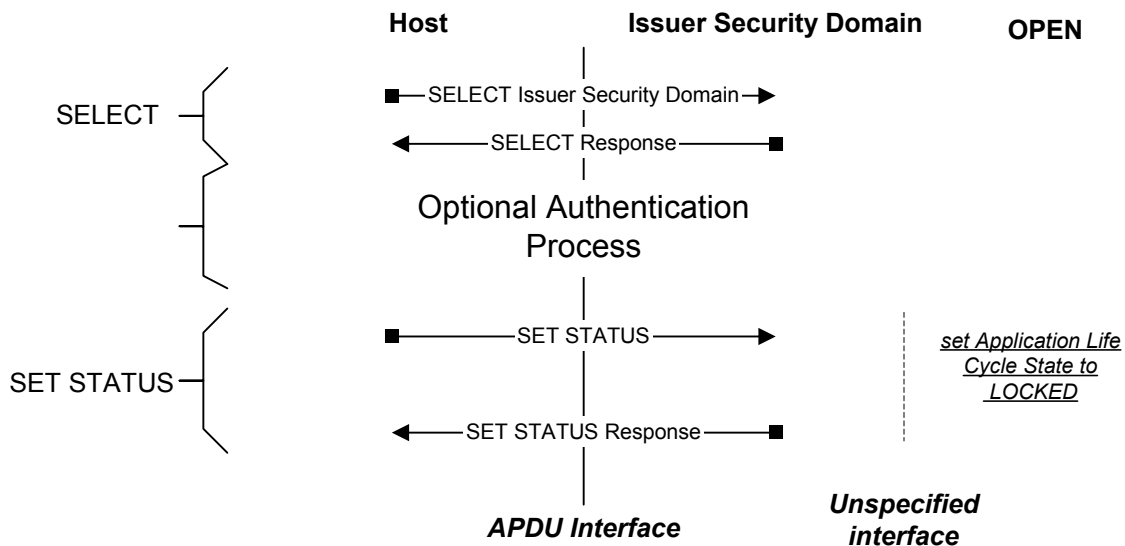 Host
Issuer Security Domain
OPEN
SELECT
SELECT Issuer Security Domain
SELECT Response
Optional Authentication
Process
SET STATUS
SET STATUS
set Application Life
Cycle State to
LOCKED
SET STATUS Response
APDU Interface
Unspecified
interface